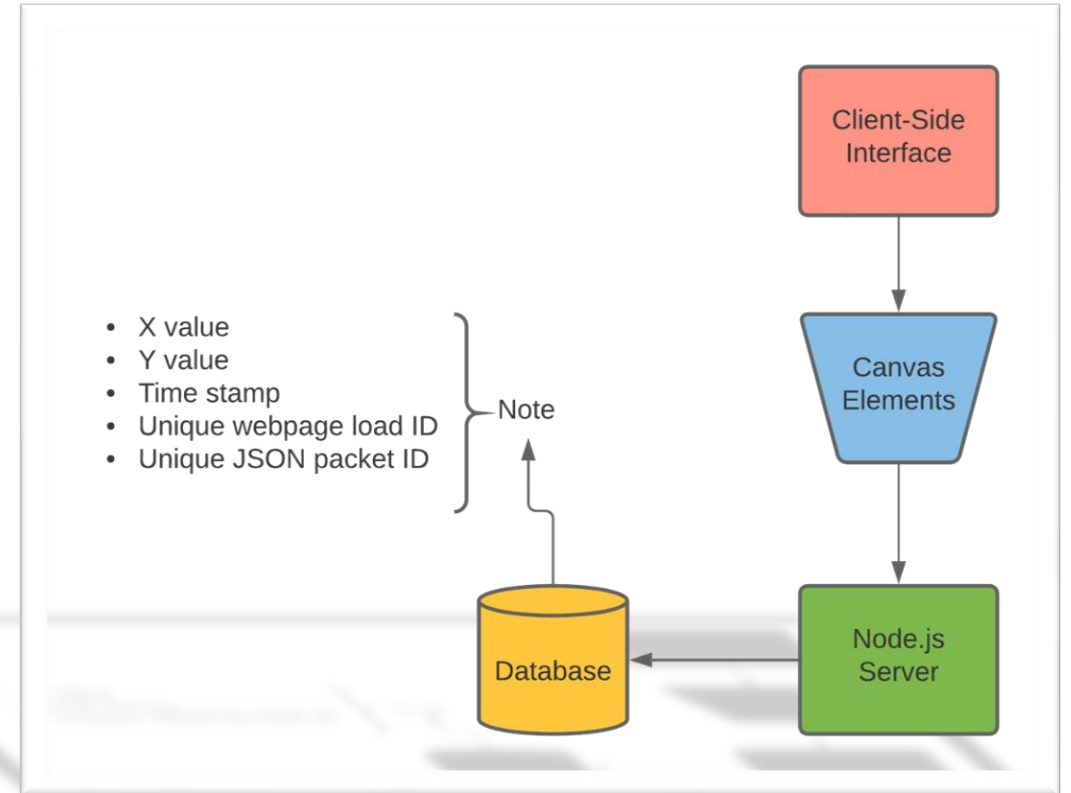 Client-Side
Interface
Canvas
Elements
• X value
• Y value
• Time stamp
• Unique webpage load ID
• Unique JSON packet ID
Note
Node.js
Server
Database